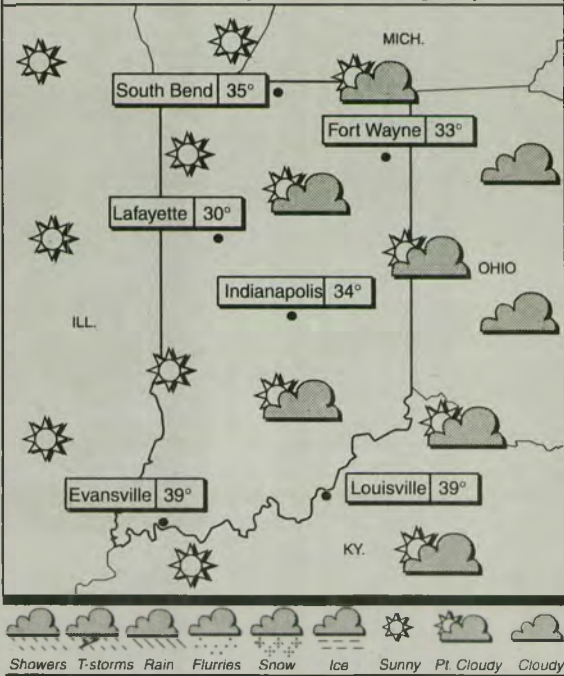 MICH.
South Bend 35°
Fort Wayne 33°
Lafayette 30°
OHIO
Indianapolis 34°
ILL.
Evansville 39°
Louisville 39°
KY.
Showers T-storms Rain Flurries Snow Ice Sunny Pt. Cloudy Cloudy